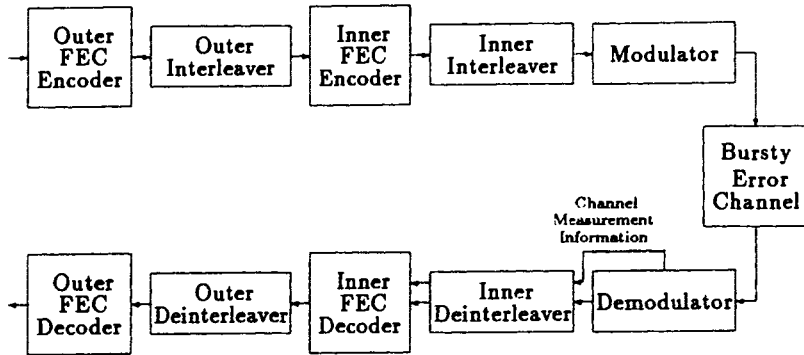 Outer
FEC
Encoder
Outer
Interleaver
Inner
FEC
Encoder
Inner
Interleaver
Modulator
Bursty
Error
Channel
Channel
Measurement
Information
Outer
FEC
Decoder
Outer
Deinterleaver
Inner
FEC
Decoder
Inner
Deinterleaver
Demodulator